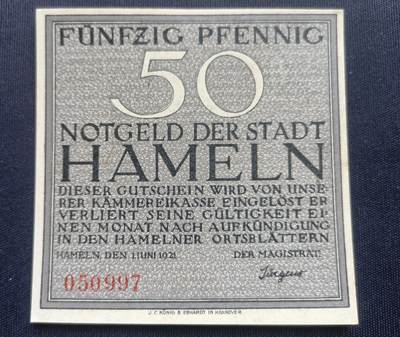 FÜNFZIG PFENNIG
50
NOTGELD DER STADT
HAMELN
DIESER GUTSCHEIN WIRD VON UNSE-
RER KÄMMEREIKASSE EINGELÖST ER
VERLIERT SEINE GÜLTIGKEIT EI-
NEN MONAT NACH AUFKÜNDIGUNG
IN DEN HAMELNER ORTSBLÄTTERN
HAMELN, DEN 1. JUNI 1921. DER MAGISTRAT:
050997 Jürgens
J. C. KÖNIG & EBHARDT IN HANNOVER.